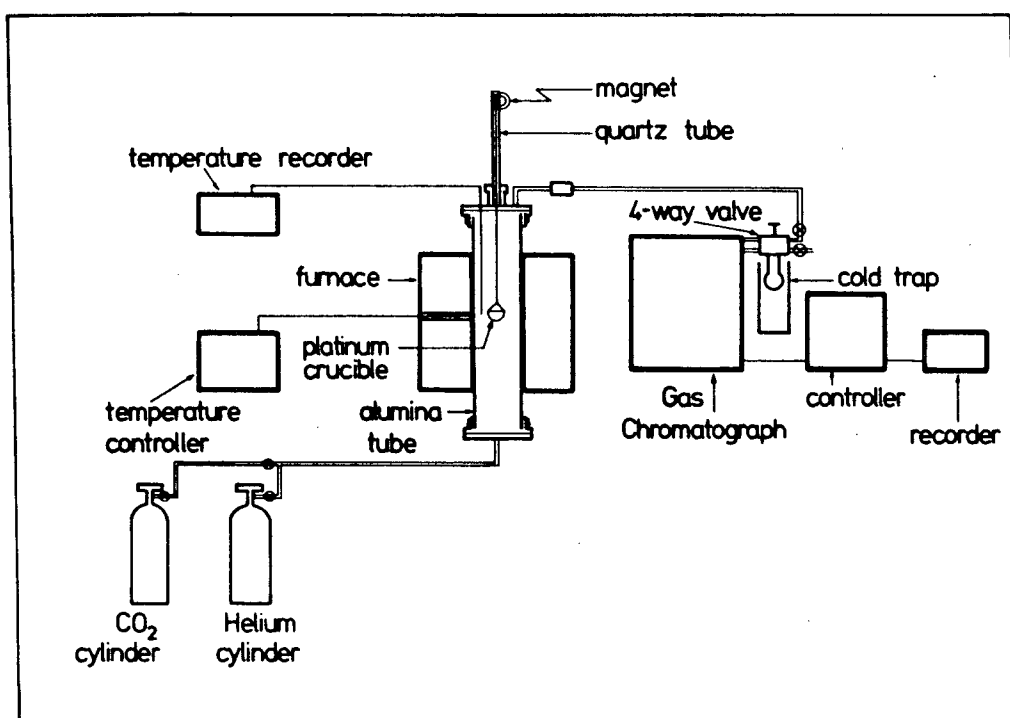 magnet
quartz tube
temperature recorder
4-way valve
furnace
cold trap
platinum
crucible
alumina
tube
temperature
controller
Gas
Chromatograph
controller
recorder
CO₂
cylinder
Helium
cylinder